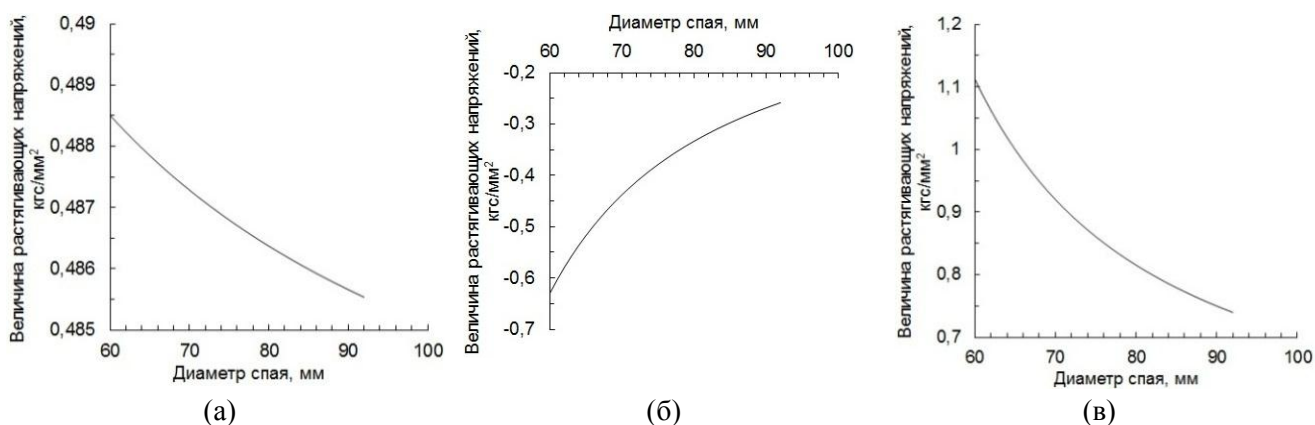 Величина растягивающих напряжений,
кгс/мм²
0,49
0,489
0,488
0,487
0,486
0,485
60 70 80 90 100
Диаметр спая, мм
(а)
Диаметр спая, мм
60 70 80 90 100
Величина растягивающих напряжений,
кгс/мм²
-0,2
-0,3
-0,4
-0,5
-0,6
-0,7
(б)
Величина растягивающих напряжений,
кгс/мм²
1,2
1,1
1
0,9
0,8
0,7
60 70 80 90 100
Диаметр спая, мм
(в)